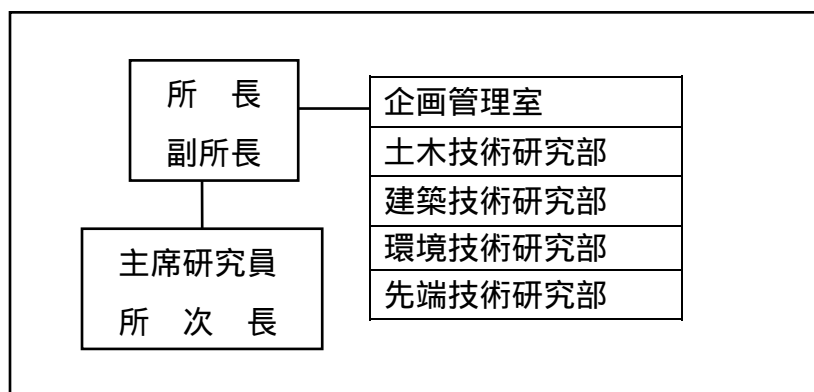 所　長
副所長
主席研究員
所　次　長
企画管理室
土木技術研究部
建築技術研究部
環境技術研究部
先端技術研究部